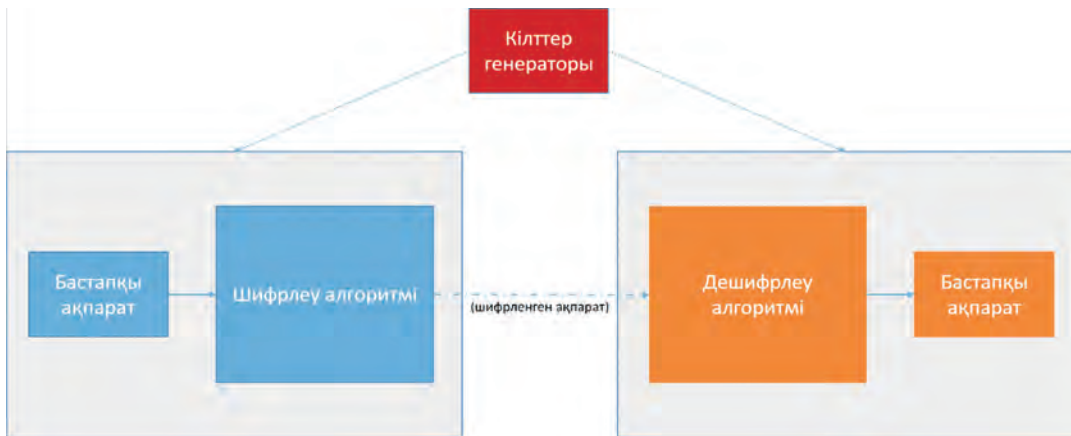 Кілттер
генераторы
Бастапқы
ақпарат
Шифрлеу алгоритмі
(шифрленген ақпарат)
Дешифрлеу
алгоритмі
Бастапқы
ақпарат